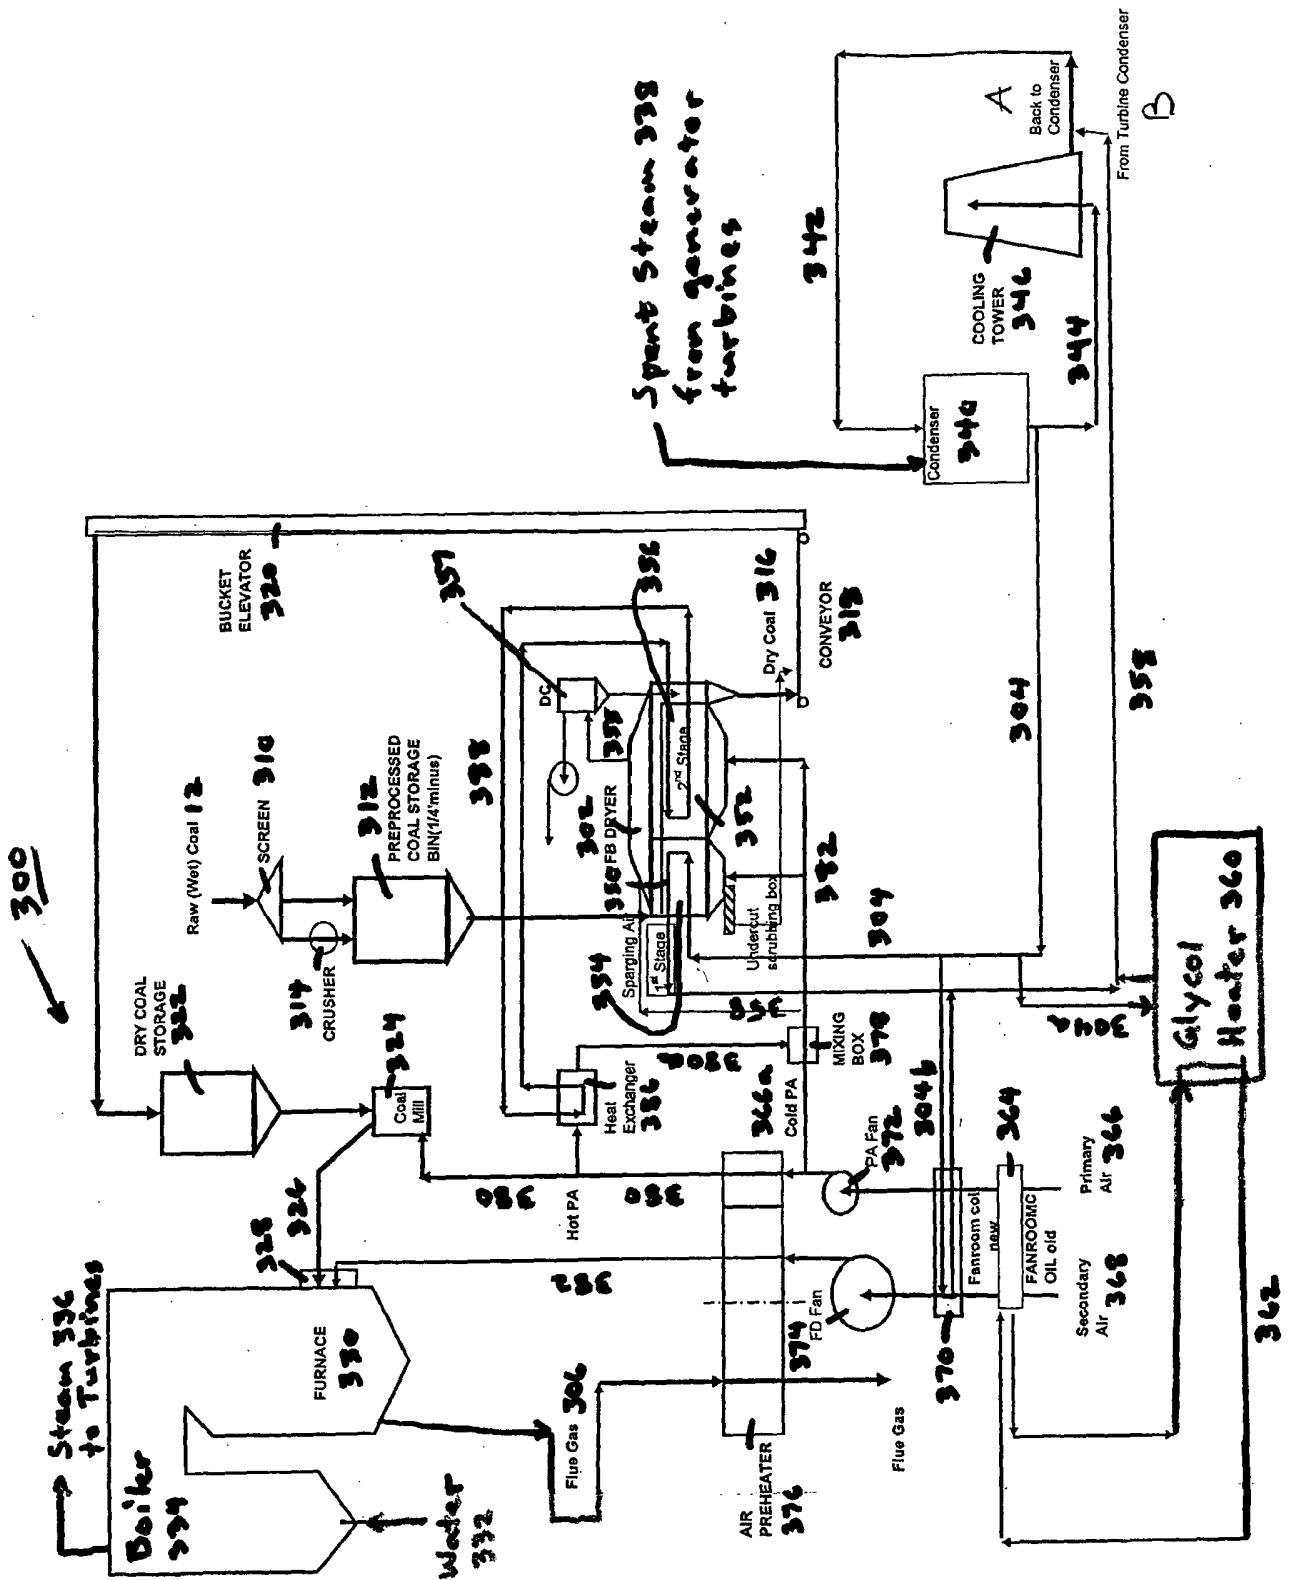 300
Steam 336
to Turbines
Boiler
334
Water
332
FURNACE
330
328
326
DRY COAL
STORAGE
322
Coal
Mill
324
Raw (Wet) Coal 12
SCREEN 310
314
CRUSHER
312
PREPROCESSED
COAL STORAGE
BIN(1/4'minus)
BUCKET
ELEVATOR
320
388
357
DC
355
356
302
FB DRYER
350
Sparging Air
1st Stage
2nd Stage
354
352
Undercut
scrubbing box
Dry Coal 316
CONVEYOR
318
382
Hot PA
380
380
Heat
Exchanger
386
MIXING
BOX
378
366a
Cold PA
Flue Gas 306
AIR
PREHEATER
376
Flue Gas
374
FD Fan
PA Fan
372
370
Fanroom coil
new
FANROOMC
OIL old
364
Primary
Air 366
Secondary
Air 368
304b
304
304
304a
358
Glycol
Heater 360
362
Spent Steam 338
from generator
turbines
342
Condenser
340
COOLING
TOWER
346
344
A
Back to
Condenser
From Turbine Condenser
B